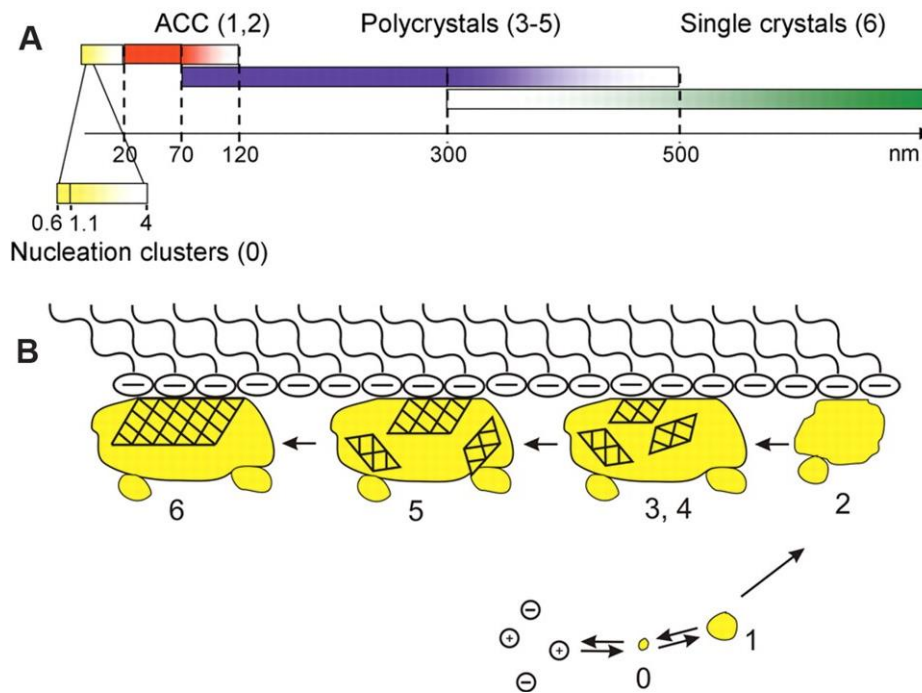 A
ACC (1,2) Polycrystals (3-5) Single crystals (6)
20 70 120 300 500 nm
0.6 1.1 4
Nucleation clusters (0)
B
− − − − − − − − − − − − − − − − −
6 5 3, 4 2
−
+ + 0 1
−